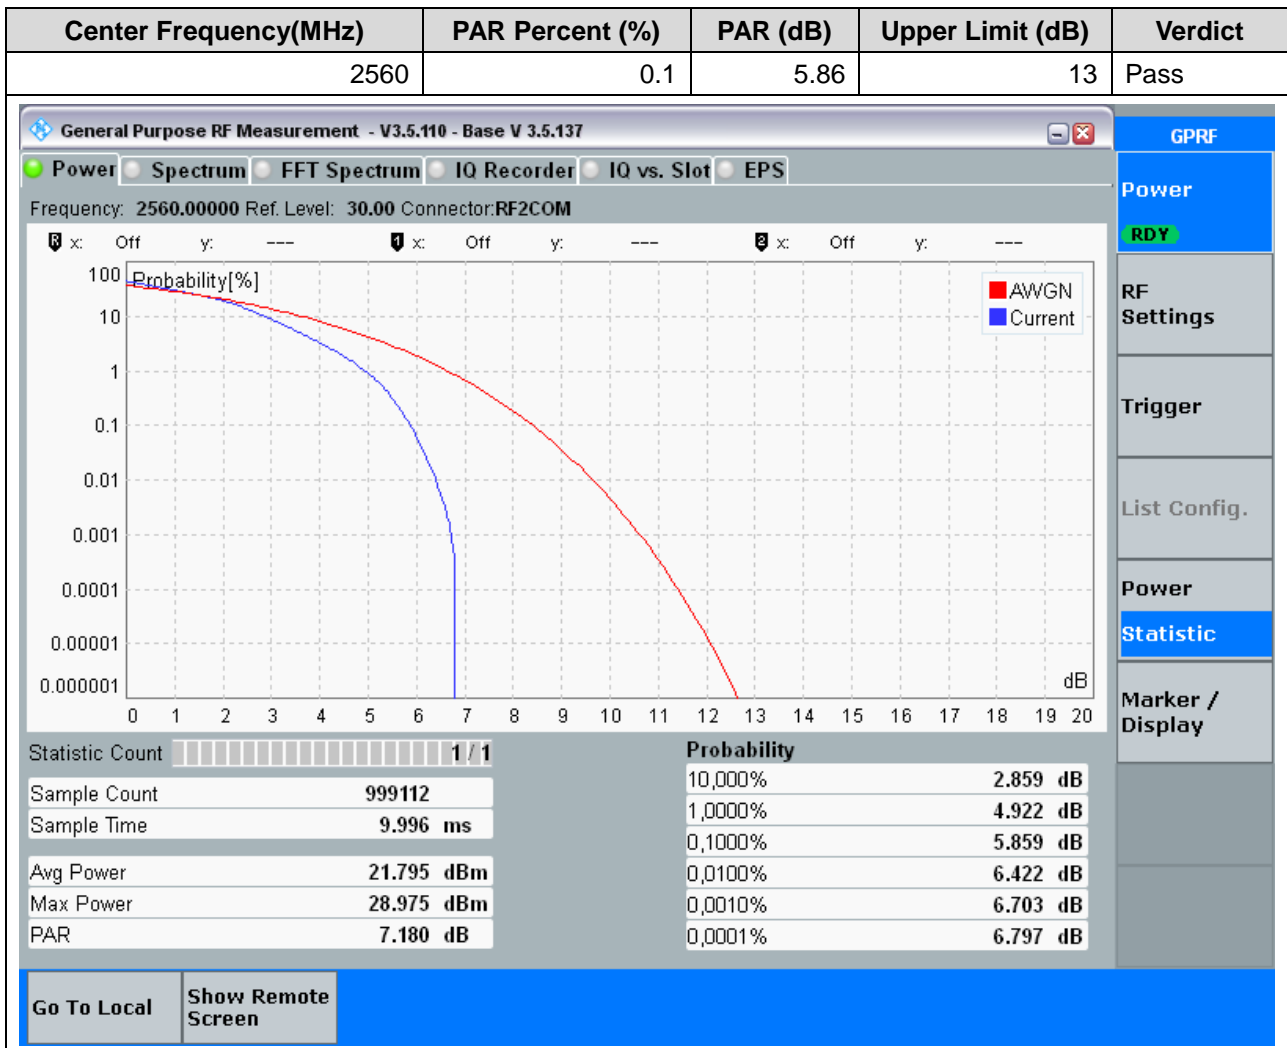 Center Frequency(MHz) PAR Percent (%) PAR (dB) Upper Limit (dB) Verdict
2560 0.1 5.86 13 Pass
General Purpose RF Measurement - V3.5.110 - Base V 3.5.137
GPRF
Power Spectrum FFT Spectrum IQ Recorder IQ vs. Slot EPS
Frequency: 2560.00000 Ref. Level: 30.00 Connector:RF2COM
R x: Off y: --- 1 x: Off y: --- 2 x: Off y: ---
Probability[%]
AWGN
Current
100
10
1
0.1
0.01
0.001
0.0001
0.00001
0.000001
dB
0 1 2 3 4 5 6 7 8 9 10 11 12 13 14 15 16 17 18 19 20
Statistic Count 1 / 1
Sample Count 999112
Sample Time 9.996 ms
Avg Power 21.795 dBm
Max Power 28.975 dBm
PAR 7.180 dB
Probability
10,000% 2.859 dB
1,0000% 4.922 dB
0,1000% 5.859 dB
0,0100% 6.422 dB
0,0010% 6.703 dB
0,0001% 6.797 dB
Power
RDY
RF
Settings
Trigger
List Config.
Power
Statistic
Marker /
Display
Go To Local
Show Remote
Screen